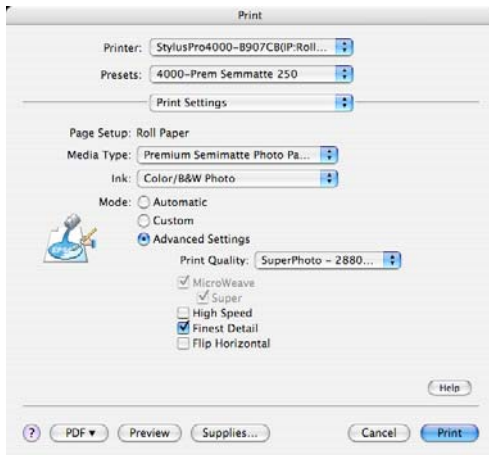 Print
Printer: StylusPro4000-B907CB(IP:Roll...
Presets: 4000-Prem Semmatte 250
Print Settings
Page Setup: Roll Paper
Media Type: Premium Semimatte Photo Pa...
Ink: Color/B&W Photo
Mode: Automatic
Custom
Advanced Settings
Print Quality: SuperPhoto - 2880...
MicroWeave
Super
High Speed
Finest Detail
Flip Horizontal
Help
? PDF Preview Supplies... Cancel Print